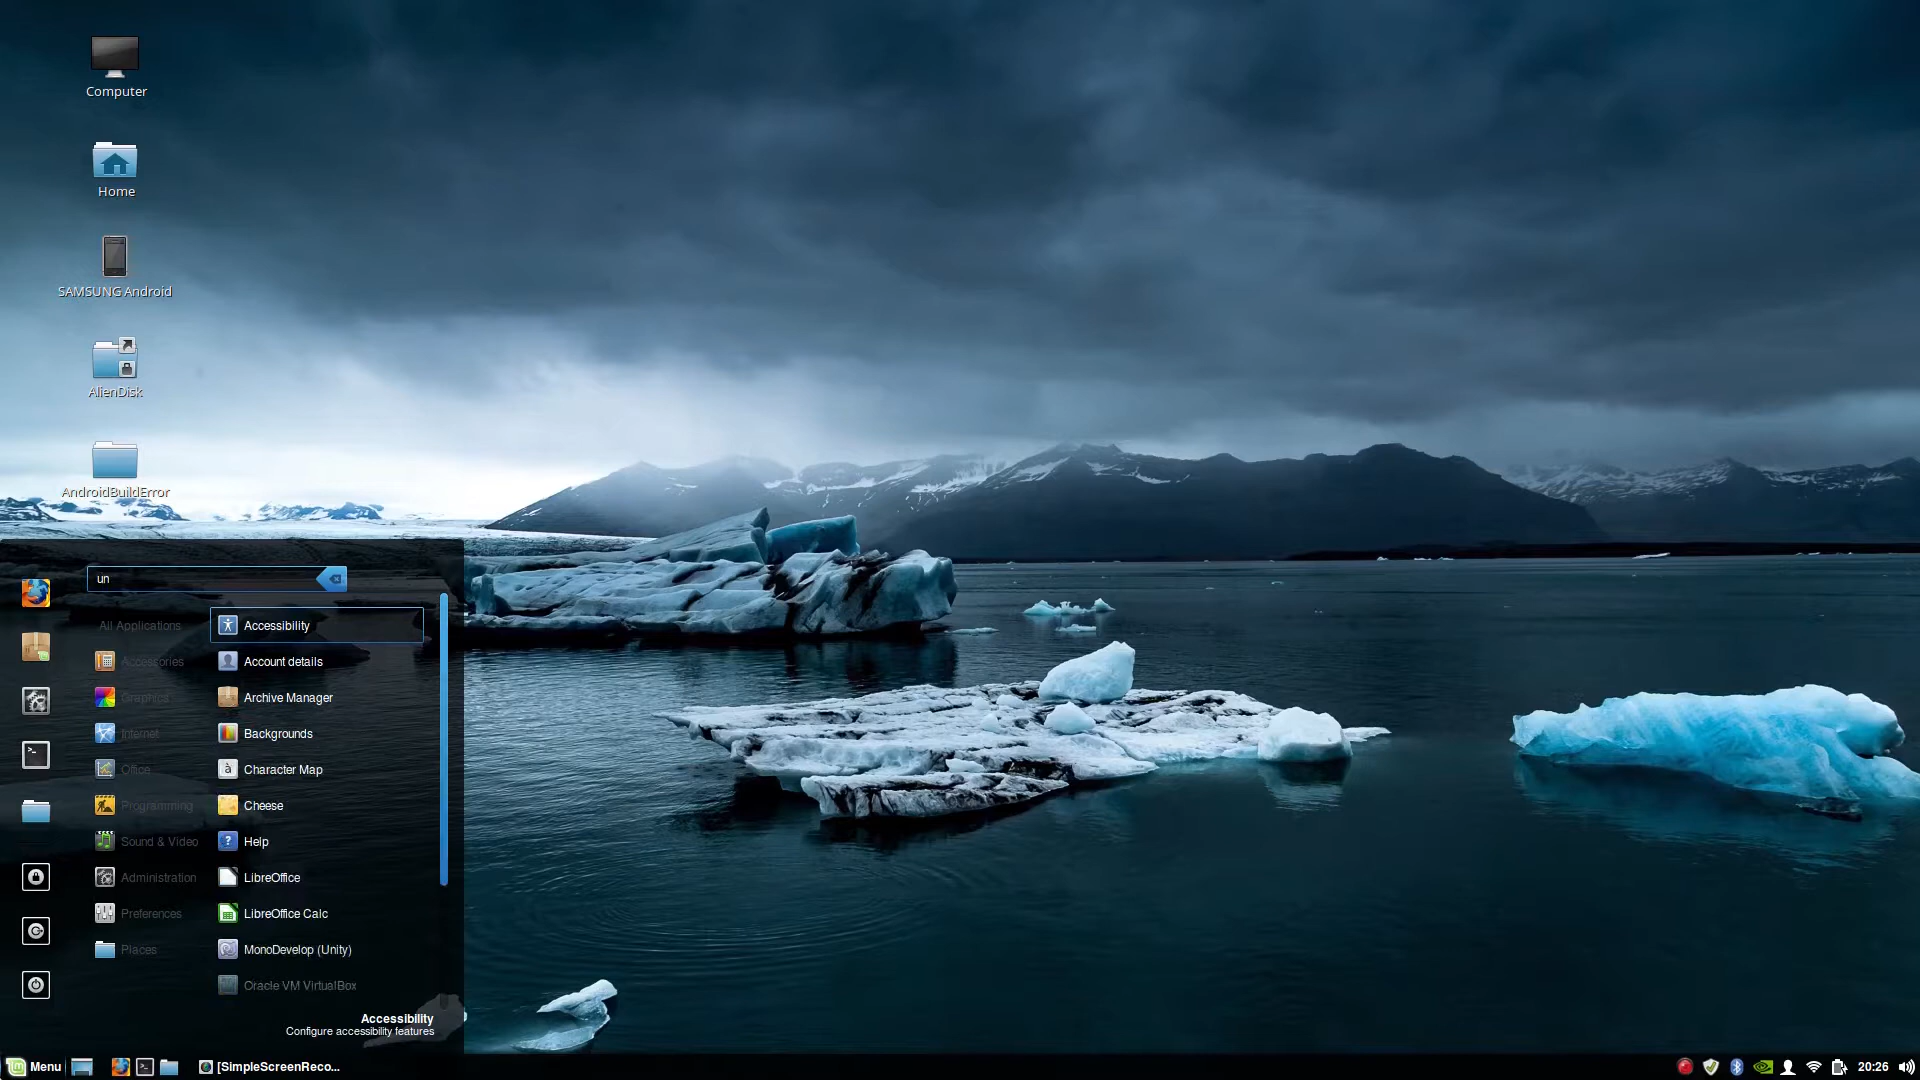 Computer
Home
SAMSUNG Android
AlienDisk
AndroidBuildError
un
All Applications
Accessories
Graphics
Internet
Office
Programming
Sound & Video
Administration
Preferences
Places
Accessibility
Account details
Archive Manager
Backgrounds
Character Map
Cheese
Help
LibreOffice
LibreOffice Calc
MonoDevelop (Unity)
Oracle VM VirtualBox
Accessibility
Configure accessibility features
Menu
[SimpleScreenReco...
20:26